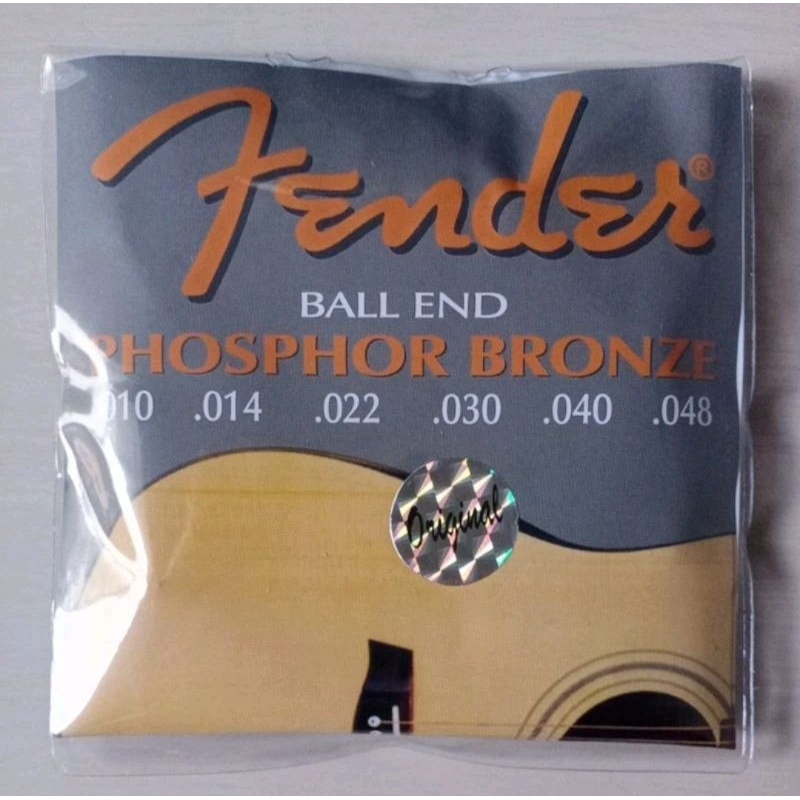 Fender®
BALL END
PHOSPHOR BRONZE
.010 .014 .022 .030 .040 .048
Original